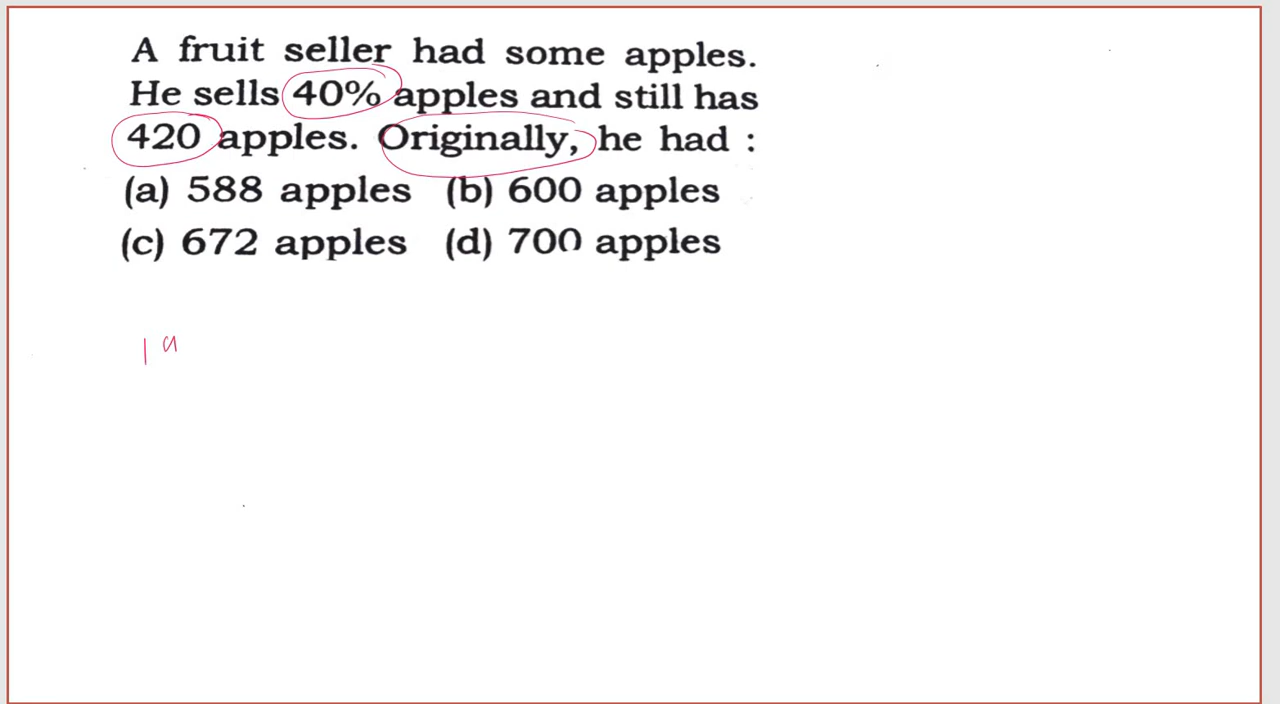 A fruit seller had some apples.
He sells 40% apples and still has
420 apples. Originally, he had :
(a) 588 apples (b) 600 apples
(c) 672 apples (d) 700 apples